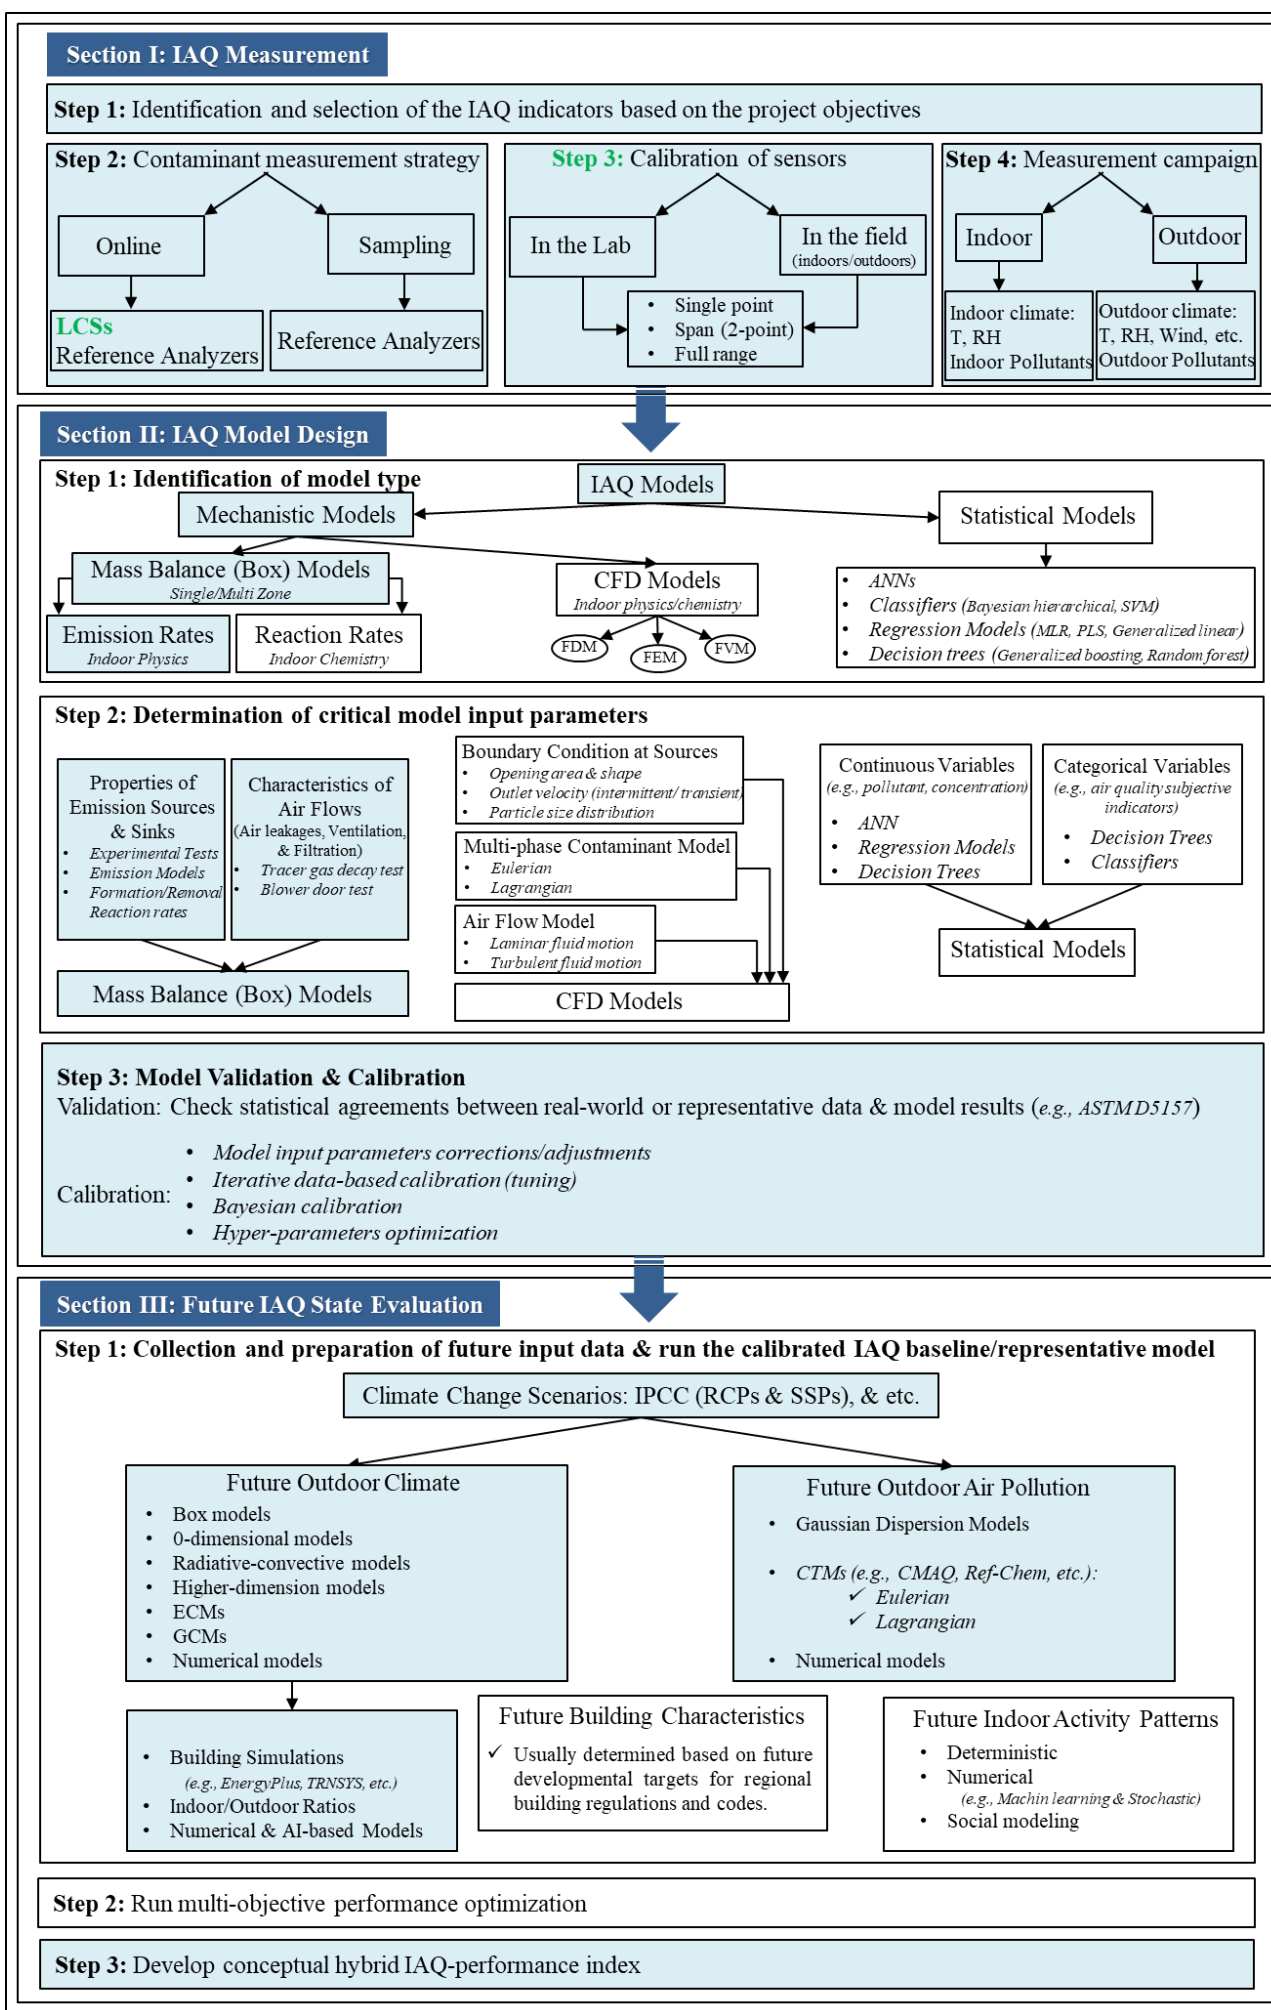 Section I: IAQ Measurement
Step 1: Identification and selection of the IAQ indicators based on the project objectives
Step 2: Contaminant measurement strategy
Online
Sampling
LCSs
Reference Analyzers
Reference Analyzers
Step 3: Calibration of sensors
In the Lab
In the field
(indoors/outdoors)
• Single point
• Span (2-point)
• Full range
Step 4: Measurement campaign
Indoor
Outdoor
Indoor climate:
T, RH
Indoor Pollutants
Outdoor climate:
T, RH, Wind, etc.
Outdoor Pollutants
Section II: IAQ Model Design
Step 1: Identification of model type
IAQ Models
Mechanistic Models
Statistical Models
Mass Balance (Box) Models
Single/Multi Zone
Emission Rates
Indoor Physics
Reaction Rates
Indoor Chemistry
CFD Models
Indoor physics/chemistry
FDM
FEM
FVM
• ANNs
• Classifiers (Bayesian hierarchical, SVM)
• Regression Models (MLR, PLS, Generalized linear)
• Decision trees (Generalized boosting, Random forest)
Step 2: Determination of critical model input parameters
Properties of
Emission Sources
& Sinks
• Experimental Tests
• Emission Models
• Formation/Removal
Reaction rates
Characteristics of
Air Flows
(Air leakages, Ventilation,
& Filtration)
• Tracer gas decay test
• Blower door test
Mass Balance (Box) Models
Boundary Condition at Sources
• Opening area & shape
• Outlet velocity (intermittent/ transient)
• Particle size distribution
Multi-phase Contaminant Model
• Eulerian
• Lagrangian
Air Flow Model
• Laminar fluid motion
• Turbulent fluid motion
CFD Models
Continuous Variables
(e.g., pollutant, concentration)
• ANN
• Regression Models
• Decision Trees
Categorical Variables
(e.g., air quality subjective
indicators)
• Decision Trees
• Classifiers
Statistical Models
Step 3: Model Validation & Calibration
Validation: Check statistical agreements between real-world or representative data & model results (e.g., ASTM D5157)
Calibration:
• Model input parameters corrections/adjustments
• Iterative data-based calibration (tuning)
• Bayesian calibration
• Hyper-parameters optimization
Section III: Future IAQ State Evaluation
Step 1: Collection and preparation of future input data & run the calibrated IAQ baseline/representative model
Climate Change Scenarios: IPCC (RCPs & SSPs), & etc.
Future Outdoor Climate
• Box models
• 0-dimensional models
• Radiative-convective models
• Higher-dimension models
• ECMs
• GCMs
• Numerical models
Future Outdoor Air Pollution
• Gaussian Dispersion Models
• CTMs (e.g., CMAQ, Ref-Chem, etc.):
✓ Eulerian
✓ Lagrangian
• Numerical models
• Building Simulations
(e.g., EnergyPlus, TRNSYS, etc.)
• Indoor/Outdoor Ratios
• Numerical & AI-based Models
Future Building Characteristics
✓ Usually determined based on future
developmental targets for regional
building regulations and codes.
Future Indoor Activity Patterns
• Deterministic
• Numerical
(e.g., Machin learning & Stochastic)
• Social modeling
Step 2: Run multi-objective performance optimization
Step 3: Develop conceptual hybrid IAQ-performance index